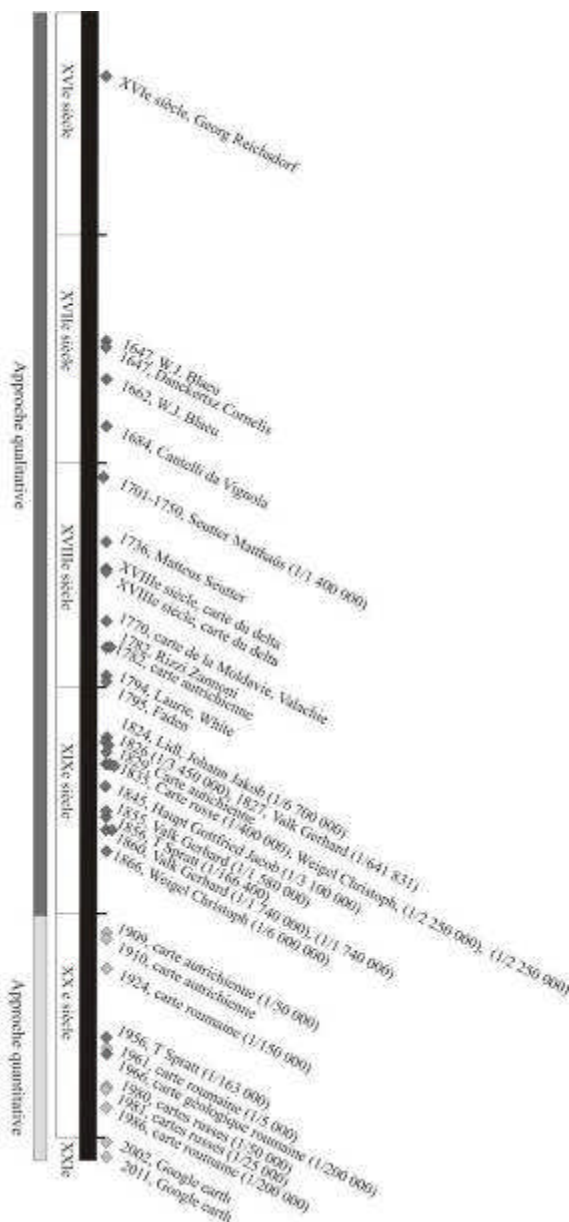 XVIe siècle
XVIIe siècle
XVIIIe siècle
XIXe siècle
XX e siècle
XXIe
Approche qualitative
Approche quantitative
XVIe siècle, Georg Reichsdorf
1647, W.J. Blaeu
1647, Danckertsz Cornelis
1662, W.J. Blaeu
1684, Cantelli da Vignola
1701-1750, Seutter Matthaüs (1/1 400 000)
1736, Matteus Seutter
XVIIIe siècle, carte du delta
XVIIIe siècle, carte du delta
1770, carte de la Moldavie, Valachie
1782, Rizzi Zannoni
1782, carte autrichienne
1794, Laurie, White
1795, Faden
1824, Lidl, Johann Jakob (1/6 700 000)
1826 (1/3 450 000), 1827, Valk Gerhard (1/641 831)
1829, Carte autrichienne
1835, Carte russe (1/400 000), Weigel Christoph, (1/2 250 000), (1/2 250 000)
1845, Haupt Gottfried Jacob (1/3 100 000)
1855, Valk Gerhard (1/1 580 000)
1856, T Spratt (1/166 400)
1860, Valk Gerhard (1/1 740 000), (1/1 740 000)
1866, Weigel Christoph (1/6 000 000)
1909, carte autrichienne (1/50 000)
1910, carte autrichienne
1924, carte roumaine (1/150 000)
1956, T Spratt (1/163 000)
1961, carte roumaine (1/5 000)
1966, carte géologique roumaine (1/200 000)
1980, cartes russes (1/50 000)
1981, cartes russes (1/25 000)
1986, carte roumaine (1/200 000)
2002, Google earth
2011, Google earth